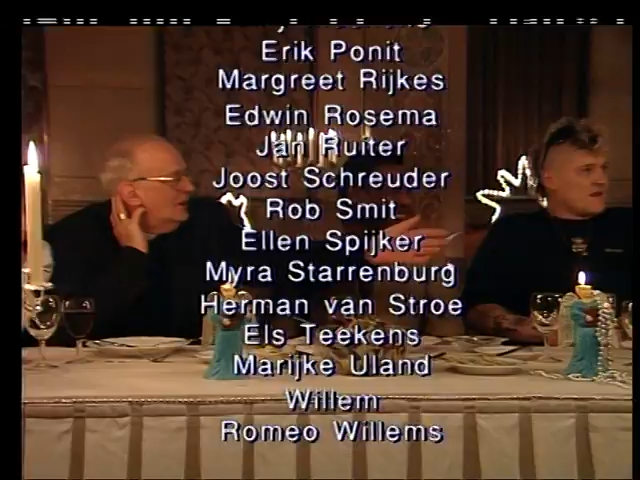 Erik Ponit
Margreet Rijkes
Edwin Rosema
Jan Ruiter
Joost Schreuder
Rob Smit
Ellen Spijker
Myra Starrenburg
Herman van Stroe
Els Teekens
Marijke Uland
Willem
Romeo Willems